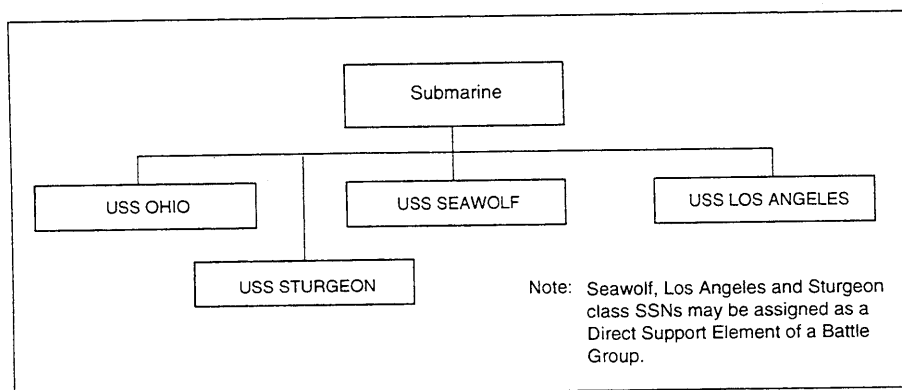 Submarine
USS OHIO
USS SEAWOLF
USS LOS ANGELES
USS STURGEON
Note: Seawolf, Los Angeles and Sturgeon
class SSNs may be assigned as a
Direct Support Element of a Battle
Group.